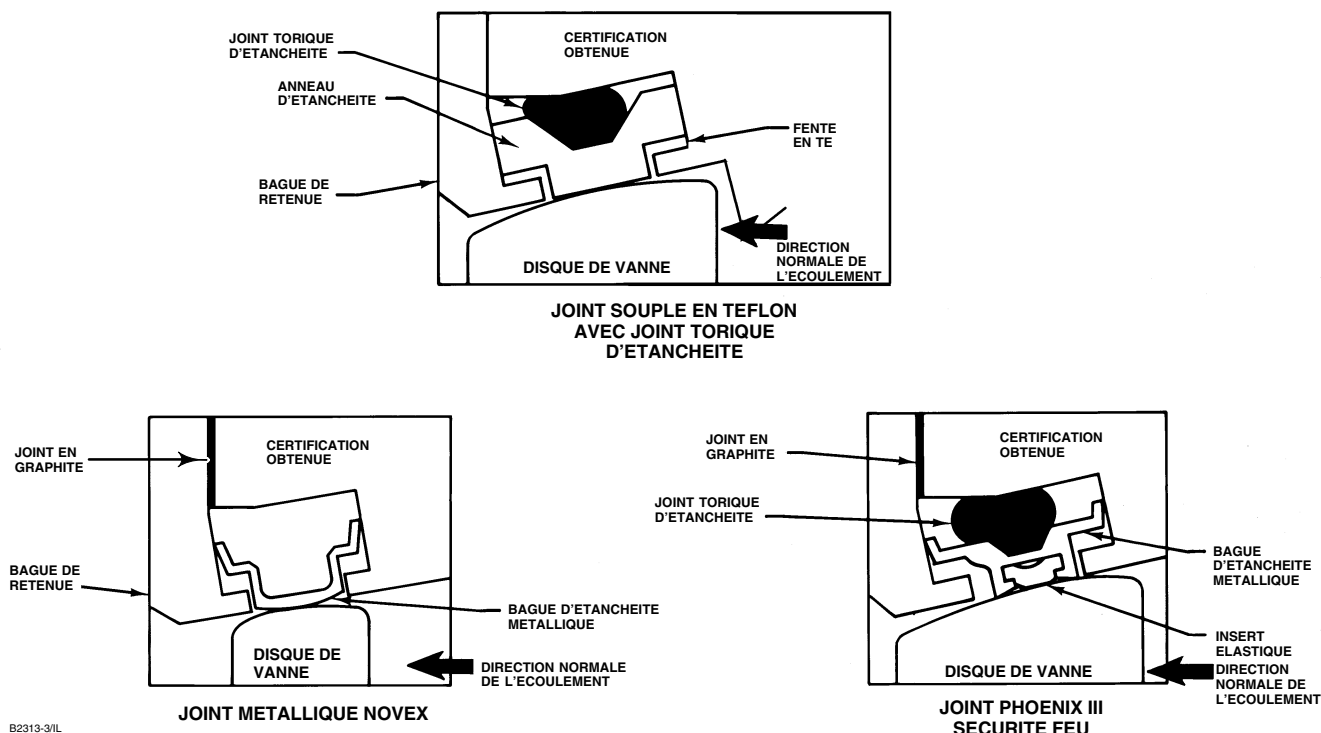 JOINT TORIQUE
D'ETANCHEITE
CERTIFICATION
OBTENUE
ANNEAU
D'ETANCHEITE
FENTE
EN TE
BAGUE DE
RETENUE
DISQUE DE VANNE
DIRECTION
NORMALE DE
L'ECOULEMENT
JOINT SOUPLE EN TEFLON
AVEC JOINT TORIQUE
D'ETANCHEITE
JOINT EN
GRAPHITE
CERTIFICATION
OBTENUE
BAGUE DE
RETENUE
BAGUE D'ETANCHEITE
METALLIQUE
DISQUE DE
VANNE
DIRECTION NORMALE
DE L'ECOULEMENT
JOINT METALLIQUE NOVEX
JOINT EN
GRAPHITE
CERTIFICATION
OBTENUE
JOINT TORIQUE
D'ETANCHEITE
BAGUE
D'ETANCHEITE
METALLIQUE
INSERT
ELASTIQUE
DISQUE DE VANNE
DIRECTION
NORMALE DE
L'ECOULEMENT
JOINT PHOENIX III
SECURITE FEU
B2313-3/IL